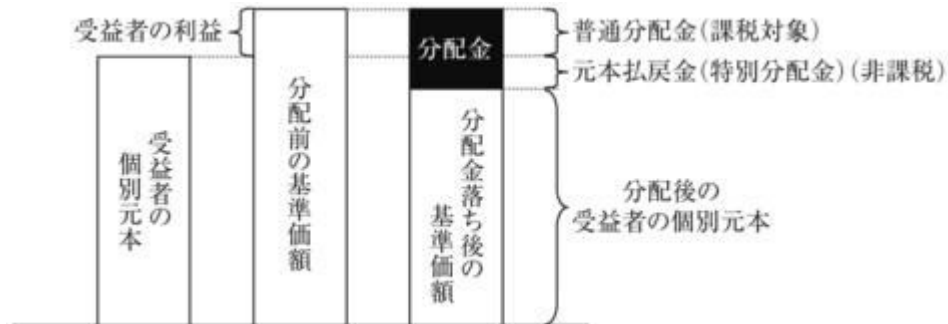 受益者の利益
受益者の
個別元本
分配前の基準価額
分配金
分配金落ち後の
基準価額
普通分配金(課税対象)
元本払戻金(特別分配金)(非課税)
分配後の
受益者の個別元本